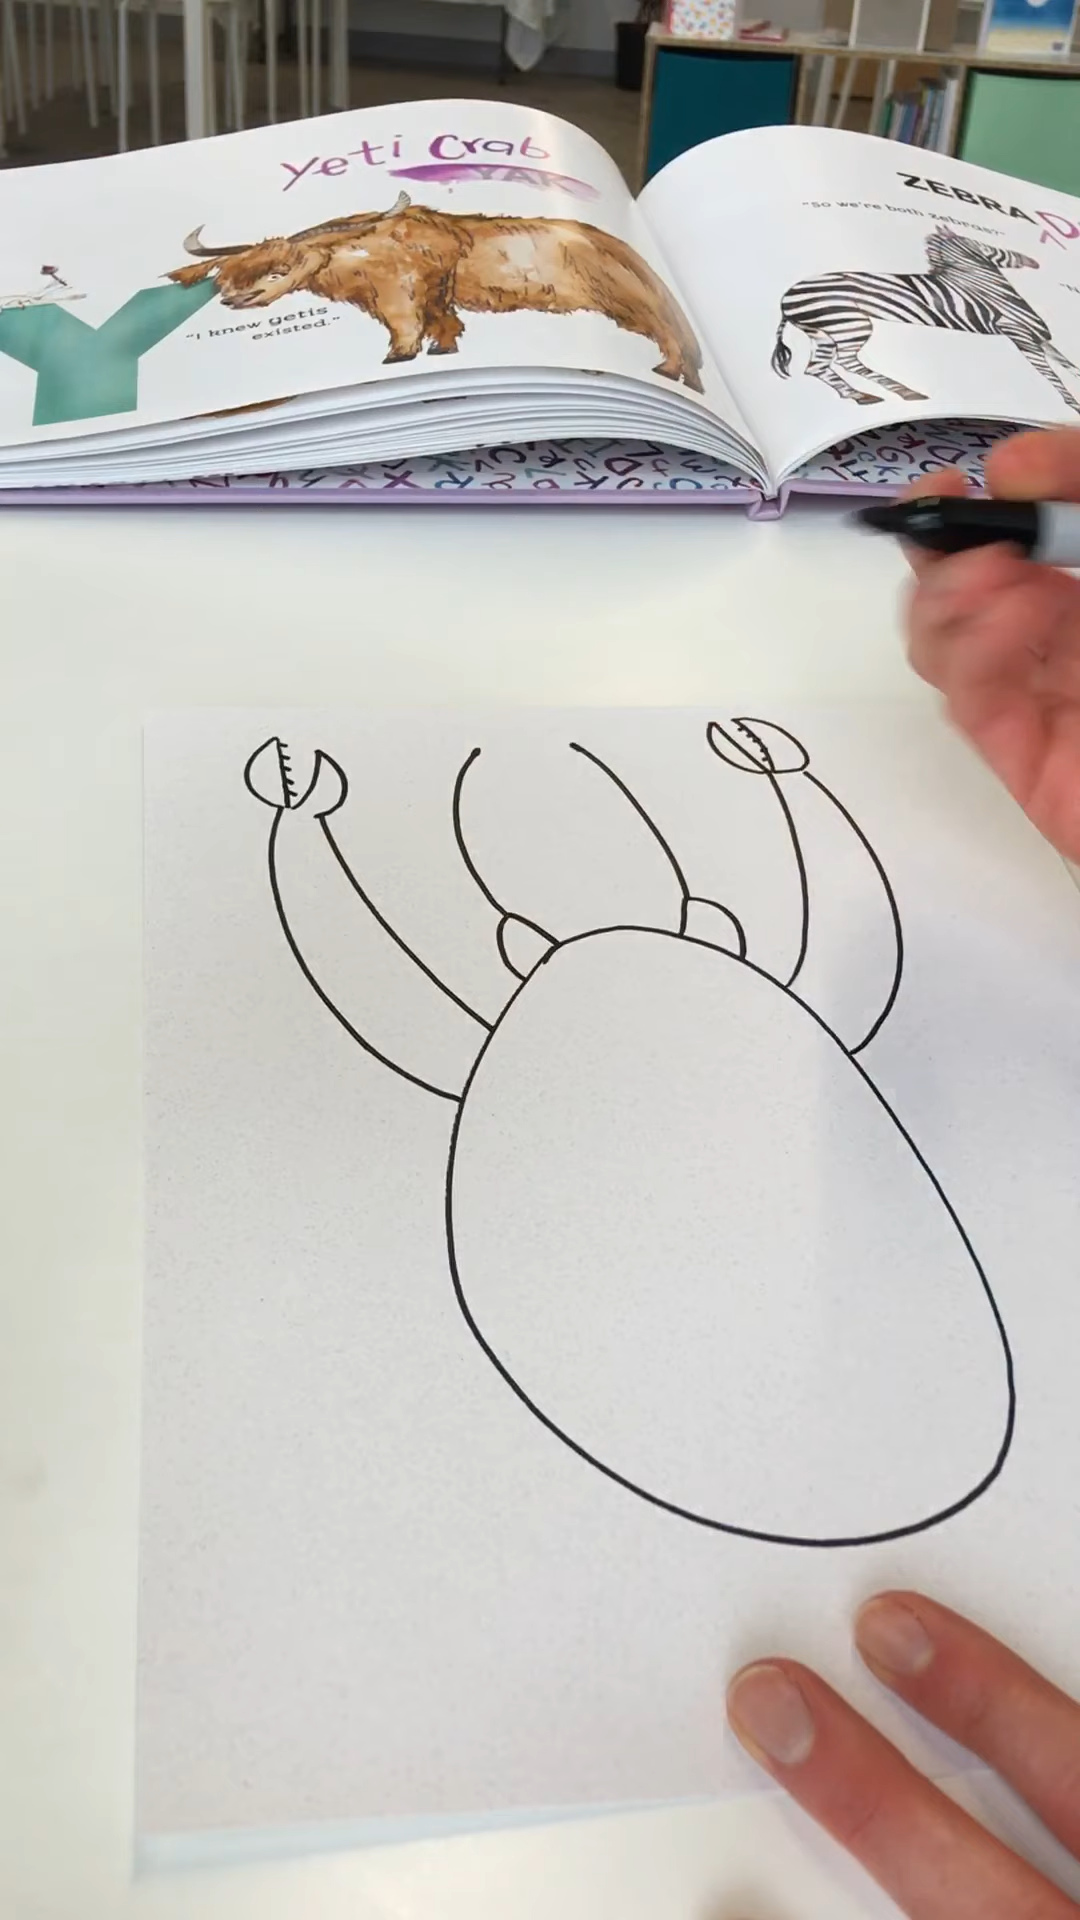 Yeti Crab
YAK
"I knew yetis
existed."
Y
ZEBRA
"So we're both zebras?"